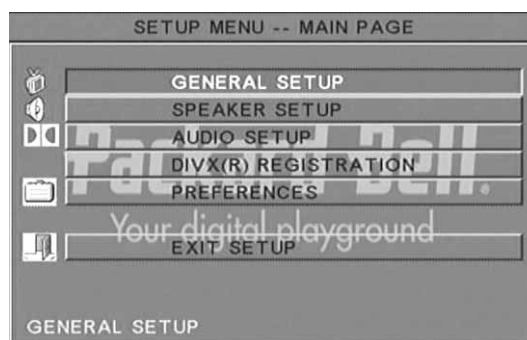 SETUP MENU -- MAIN PAGE
GENERAL SETUP
SPEAKER SETUP
AUDIO SETUP
DIVX(R) REGISTRATION
Packard Bell.
PREFERENCES
Your digital playground
EXIT SETUP
GENERAL SETUP